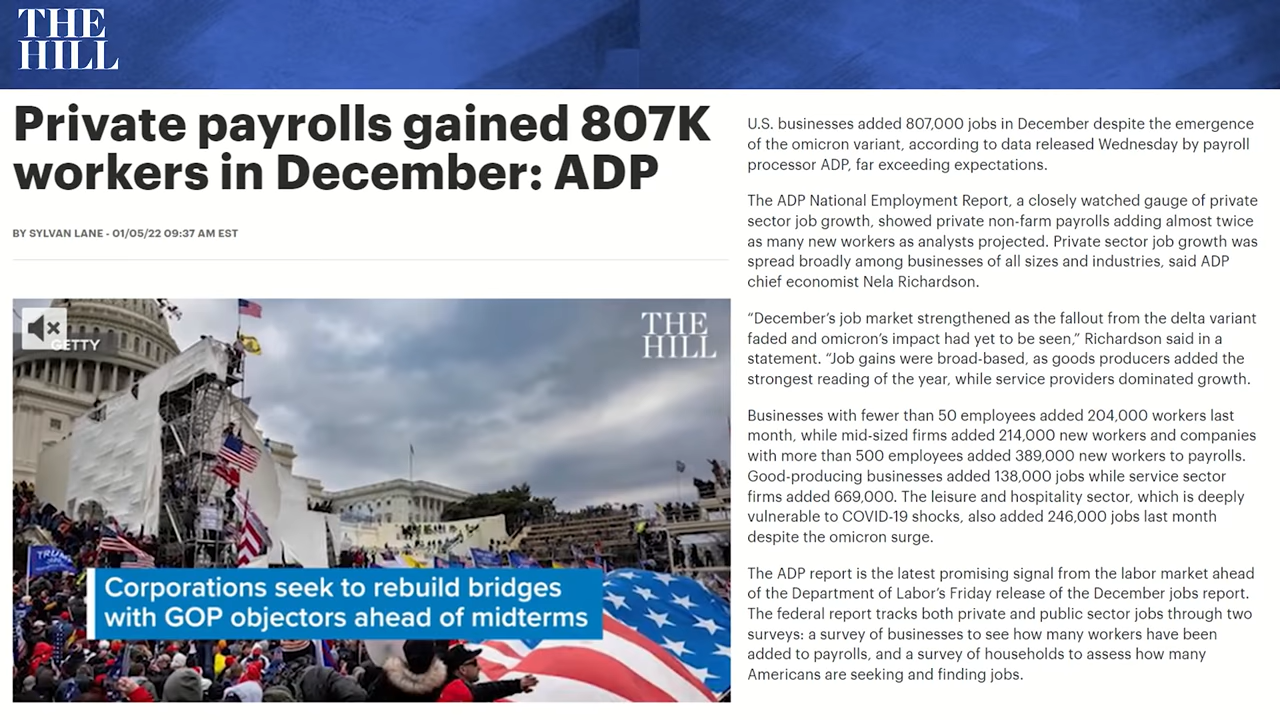 THE
HILL
Private payrolls gained 807K
workers in December: ADP
BY SYLVAN LANE - 01/05/22 09:37 AM EST
GETTY
THE
HILL
TRUMP
Corporations seek to rebuild bridges
with GOP objectors ahead of midterms
U.S. businesses added 807,000 jobs in December despite the emergence
of the omicron variant, according to data released Wednesday by payroll
processor ADP, far exceeding expectations.
The ADP National Employment Report, a closely watched gauge of private
sector job growth, showed private non-farm payrolls adding almost twice
as many new workers as analysts projected. Private sector job growth was
spread broadly among businesses of all sizes and industries, said ADP
chief economist Nela Richardson.
“December’s job market strengthened as the fallout from the delta variant
faded and omicron’s impact had yet to be seen,” Richardson said in a
statement. “Job gains were broad-based, as goods producers added the
strongest reading of the year, while service providers dominated growth.
Businesses with fewer than 50 employees added 204,000 workers last
month, while mid-sized firms added 214,000 new workers and companies
with more than 500 employees added 389,000 new workers to payrolls.
Good-producing businesses added 138,000 jobs while service sector
firms added 669,000. The leisure and hospitality sector, which is deeply
vulnerable to COVID-19 shocks, also added 246,000 jobs last month
despite the omicron surge.
The ADP report is the latest promising signal from the labor market ahead
of the Department of Labor’s Friday release of the December jobs report.
The federal report tracks both private and public sector jobs through two
surveys: a survey of businesses to see how many workers have been
added to payrolls, and a survey of households to assess how many
Americans are seeking and finding jobs.